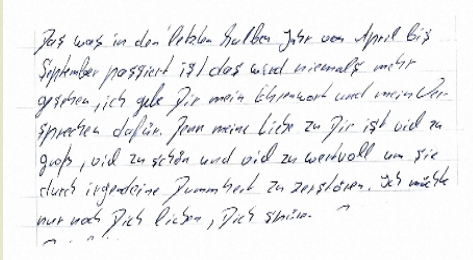 Das was in den letzten halben Jahr von April bis
September passiert ist das wird niemals mehr
geschehen, ich gebe Dir mein Ehrenwort und mein Ver-
sprechen dafür. Denn meine Liebe zu Dir ist viel zu
groß, viel zu schön und viel zu wertvoll um sie
durch irgendeine Dummheit zu zerstören. Ich möchte
nur noch Dich lieben, Dich spüren.